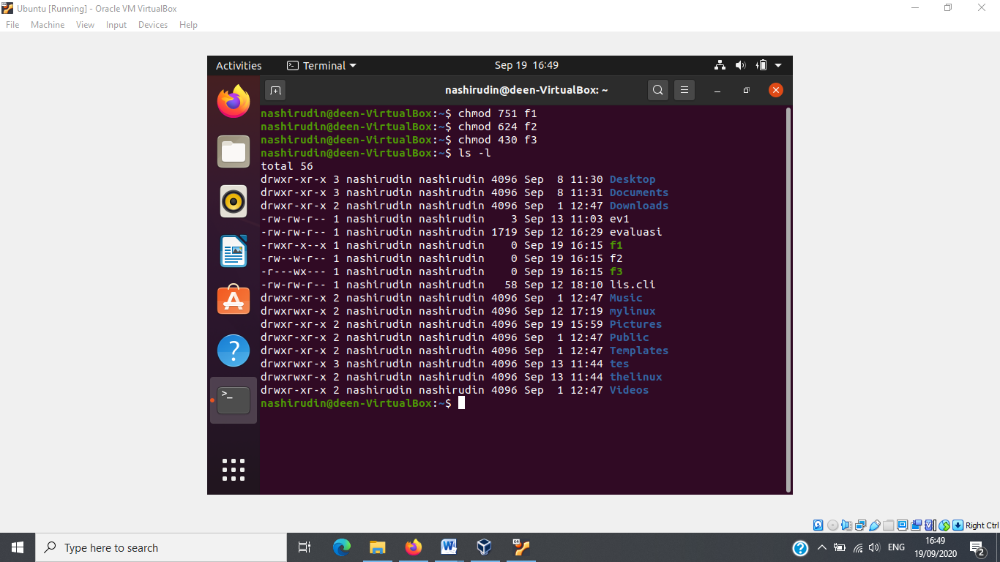 Ubuntu [Running] - Oracle VM VirtualBox
File Machine View Input Devices Help
Activities Terminal Sep 19 16:49
nashirudin@deen-VirtualBox: ~
nashirudin@deen-VirtualBox:~$ chmod 751 f1
nashirudin@deen-VirtualBox:~$ chmod 624 f2
nashirudin@deen-VirtualBox:~$ chmod 430 f3
nashirudin@deen-VirtualBox:~$ ls -l
total 56
drwxr-xr-x 3 nashirudin nashirudin 4096 Sep  8 11:30 Desktop
drwxr-xr-x 3 nashirudin nashirudin 4096 Sep  8 11:31 Documents
drwxr-xr-x 2 nashirudin nashirudin 4096 Sep  1 12:47 Downloads
-rw-rw-r-- 1 nashirudin nashirudin    3 Sep 13 11:03 ev1
-rw-rw-r-- 1 nashirudin nashirudin 1719 Sep 12 16:29 evaluasi
-rwxr-x--x 1 nashirudin nashirudin    0 Sep 19 16:15 f1
-rw--w-r-- 1 nashirudin nashirudin    0 Sep 19 16:15 f2
-r---wx--- 1 nashirudin nashirudin    0 Sep 19 16:15 f3
-rw-rw-r-- 1 nashirudin nashirudin   58 Sep 12 18:10 lis.cli
drwxr-xr-x 2 nashirudin nashirudin 4096 Sep  1 12:47 Music
drwxrwxr-x 2 nashirudin nashirudin 4096 Sep 12 17:19 mylinux
drwxr-xr-x 2 nashirudin nashirudin 4096 Sep 19 15:59 Pictures
drwxr-xr-x 2 nashirudin nashirudin 4096 Sep  1 12:47 Public
drwxr-xr-x 2 nashirudin nashirudin 4096 Sep  1 12:47 Templates
drwxrwxr-x 3 nashirudin nashirudin 4096 Sep 13 11:44 tes
drwxrwxr-x 2 nashirudin nashirudin 4096 Sep 13 11:44 thelinux
drwxr-xr-x 2 nashirudin nashirudin 4096 Sep  1 12:47 Videos
nashirudin@deen-VirtualBox:~$
Right Ctrl
Type here to search
ENG
16:49
19/09/2020
2